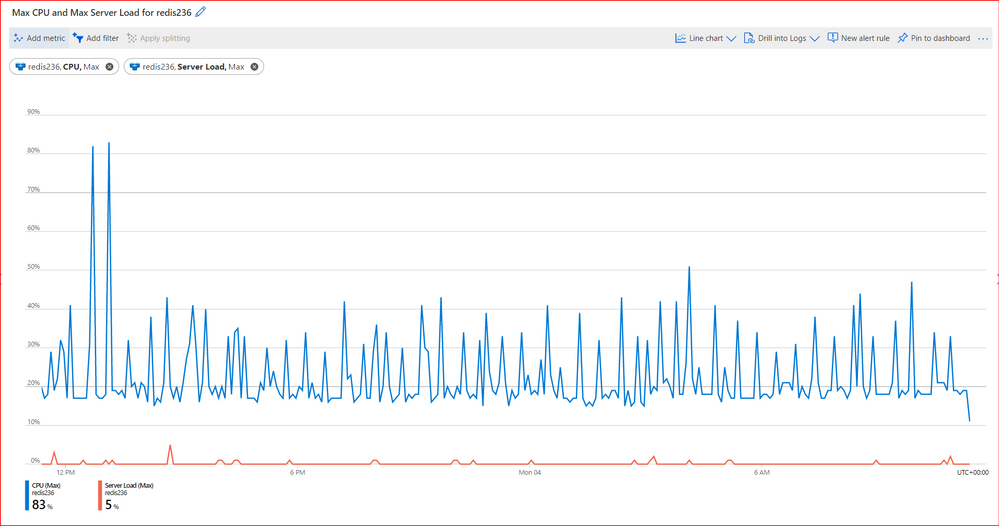 Max CPU and Max Server Load for redis236
Add metric Add filter Apply splitting Line chart Drill into Logs New alert rule Pin to dashboard ...
redis236, CPU, Max redis236, Server Load, Max
90%
80%
70%
60%
50%
40%
30%
20%
10%
0%
12 PM 6 PM Mon 04 6 AM UTC+00:00
CPU (Max) Server Load (Max)
redis236 redis236
83 % 5 %